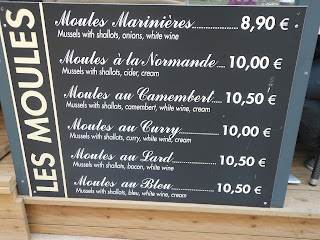 LES MOULES
Moules Marinières..................... 8,90 €
Mussels with shallots, onions, white wine
Moules à la Normande.... 10,00 €
Mussels with shallots, cider, cream
Moules au Camembert..... 10,50 €
Mussels with shallots, camembert, white wine, cream
Moules au Curry................ 10,00 €
Mussels with shallots, curry, white wine, cream
Moules au Lard................. 10,50 €
Mussels with shallots, bacon, white wine
Moules au Bleu................. 10,50 €
Mussels with shallots, bleu, white wine, cream